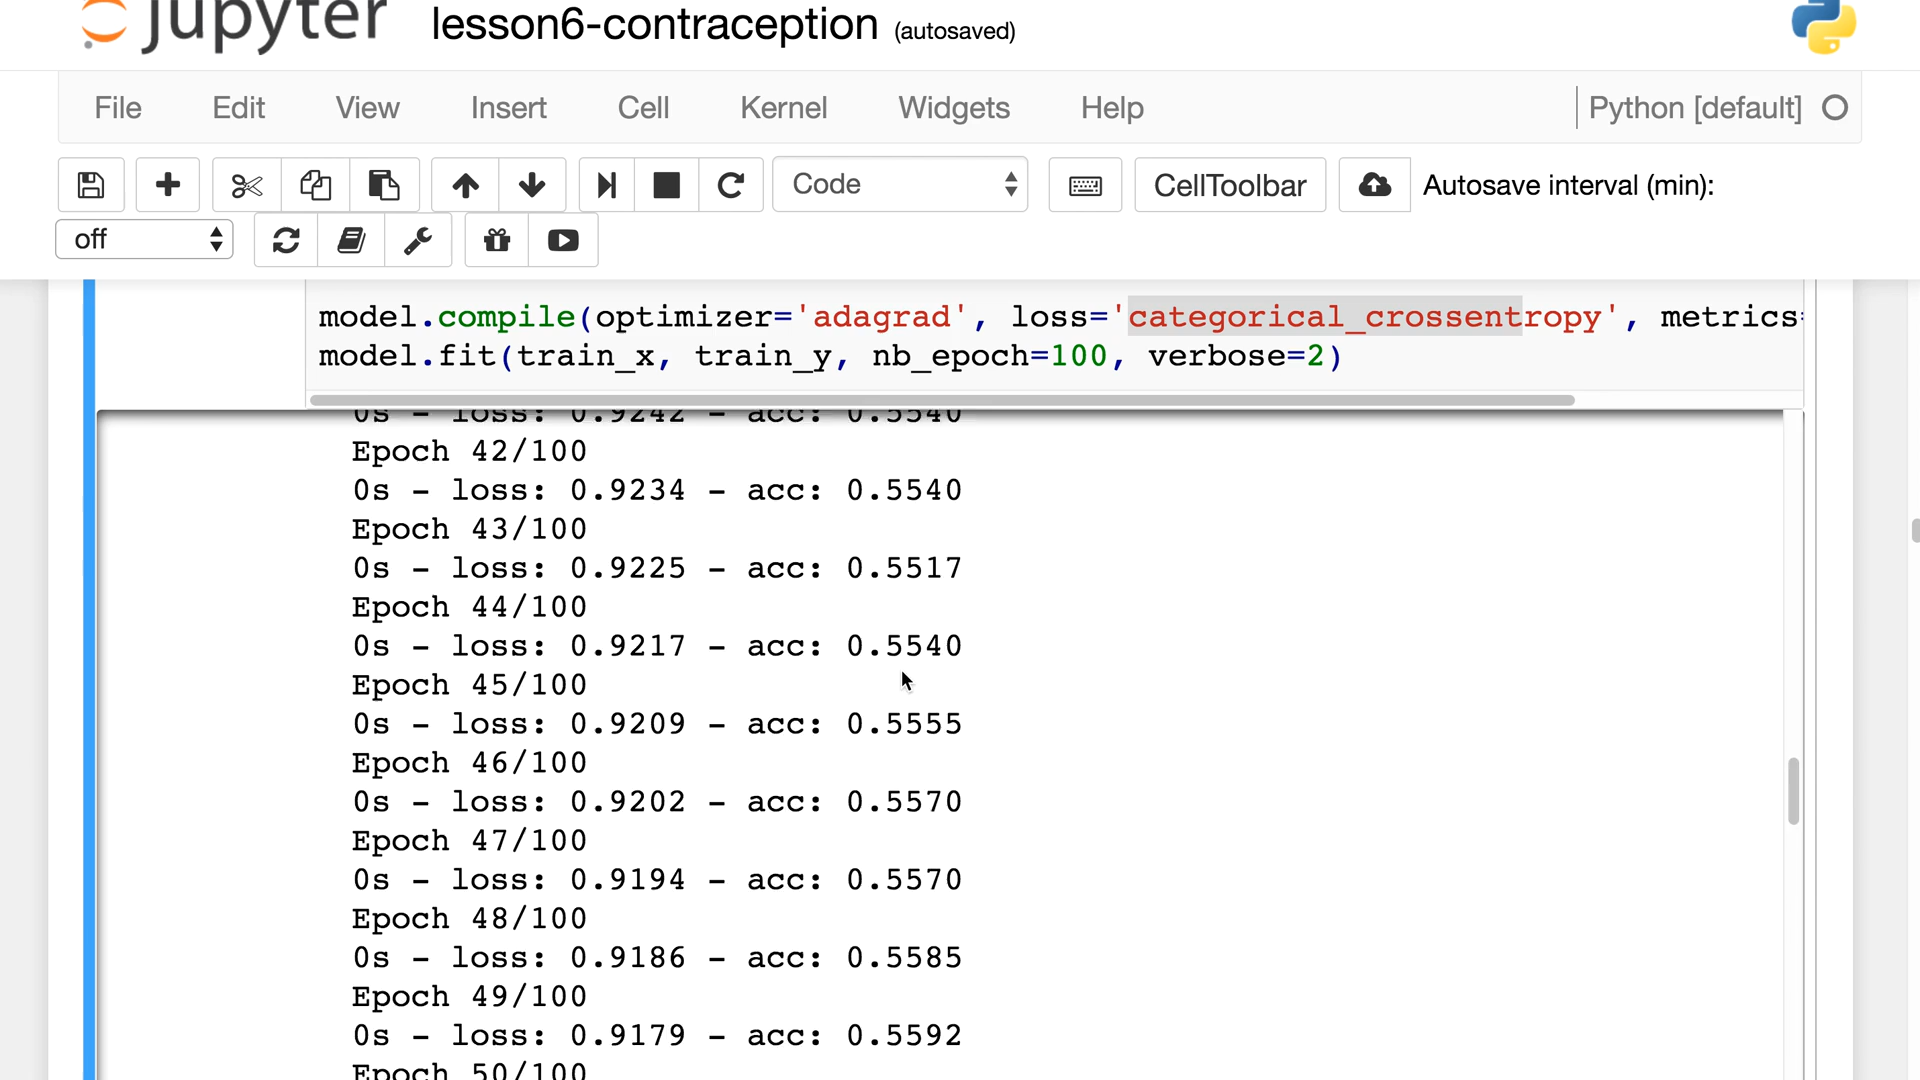 jupyter lesson6-contraception (autosaved)
File Edit View Insert Cell Kernel Widgets Help Python [default]
Code CellToolbar Autosave interval (min):
off
model.compile(optimizer='adagrad', loss='categorical_crossentropy', metrics=
model.fit(train_x, train_y, nb_epoch=100, verbose=2)
0s - loss: 0.9242 - acc: 0.5540
Epoch 42/100
0s - loss: 0.9234 - acc: 0.5540
Epoch 43/100
0s - loss: 0.9225 - acc: 0.5517
Epoch 44/100
0s - loss: 0.9217 - acc: 0.5540
Epoch 45/100
0s - loss: 0.9209 - acc: 0.5555
Epoch 46/100
0s - loss: 0.9202 - acc: 0.5570
Epoch 47/100
0s - loss: 0.9194 - acc: 0.5570
Epoch 48/100
0s - loss: 0.9186 - acc: 0.5585
Epoch 49/100
0s - loss: 0.9179 - acc: 0.5592
Epoch 50/100